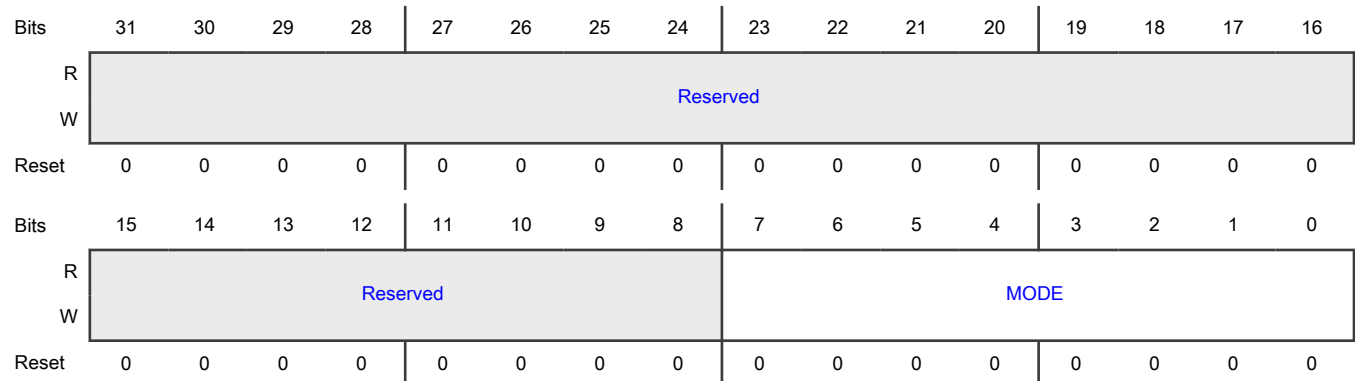 Bits 31 30 29 28 27 26 25 24 23 22 21 20 19 18 17 16
R
Reserved
W
Reset 0 0 0 0 0 0 0 0 0 0 0 0 0 0 0 0
Bits 15 14 13 12 11 10 9 8 7 6 5 4 3 2 1 0
R
Reserved MODE
W
Reset 0 0 0 0 0 0 0 0 0 0 0 0 0 0 0 0